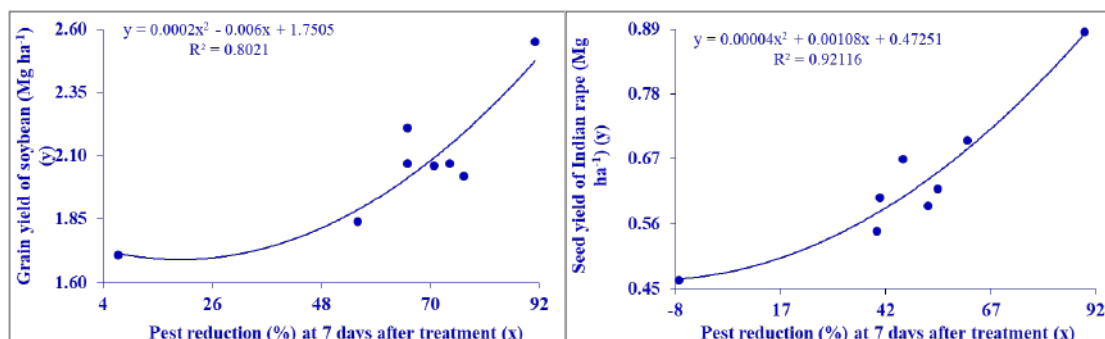 y = 0.0002x² - 0.006x + 1.7505
R² = 0.8021
Grain yield of soybean (Mg ha⁻¹)
(y)
2.60
2.35
2.10
1.85
1.60
4 26 48 70 92
Pest reduction (%) at 7 days after treatment (x)
y = 0.00004x² + 0.00108x + 0.47251
R² = 0.92116
Seed yield of Indian rape (Mg
ha⁻¹) (y)
0.89
0.78
0.67
0.56
0.45
-8 17 42 67 92
Pest reduction (%) at 7 days after treatment (x)